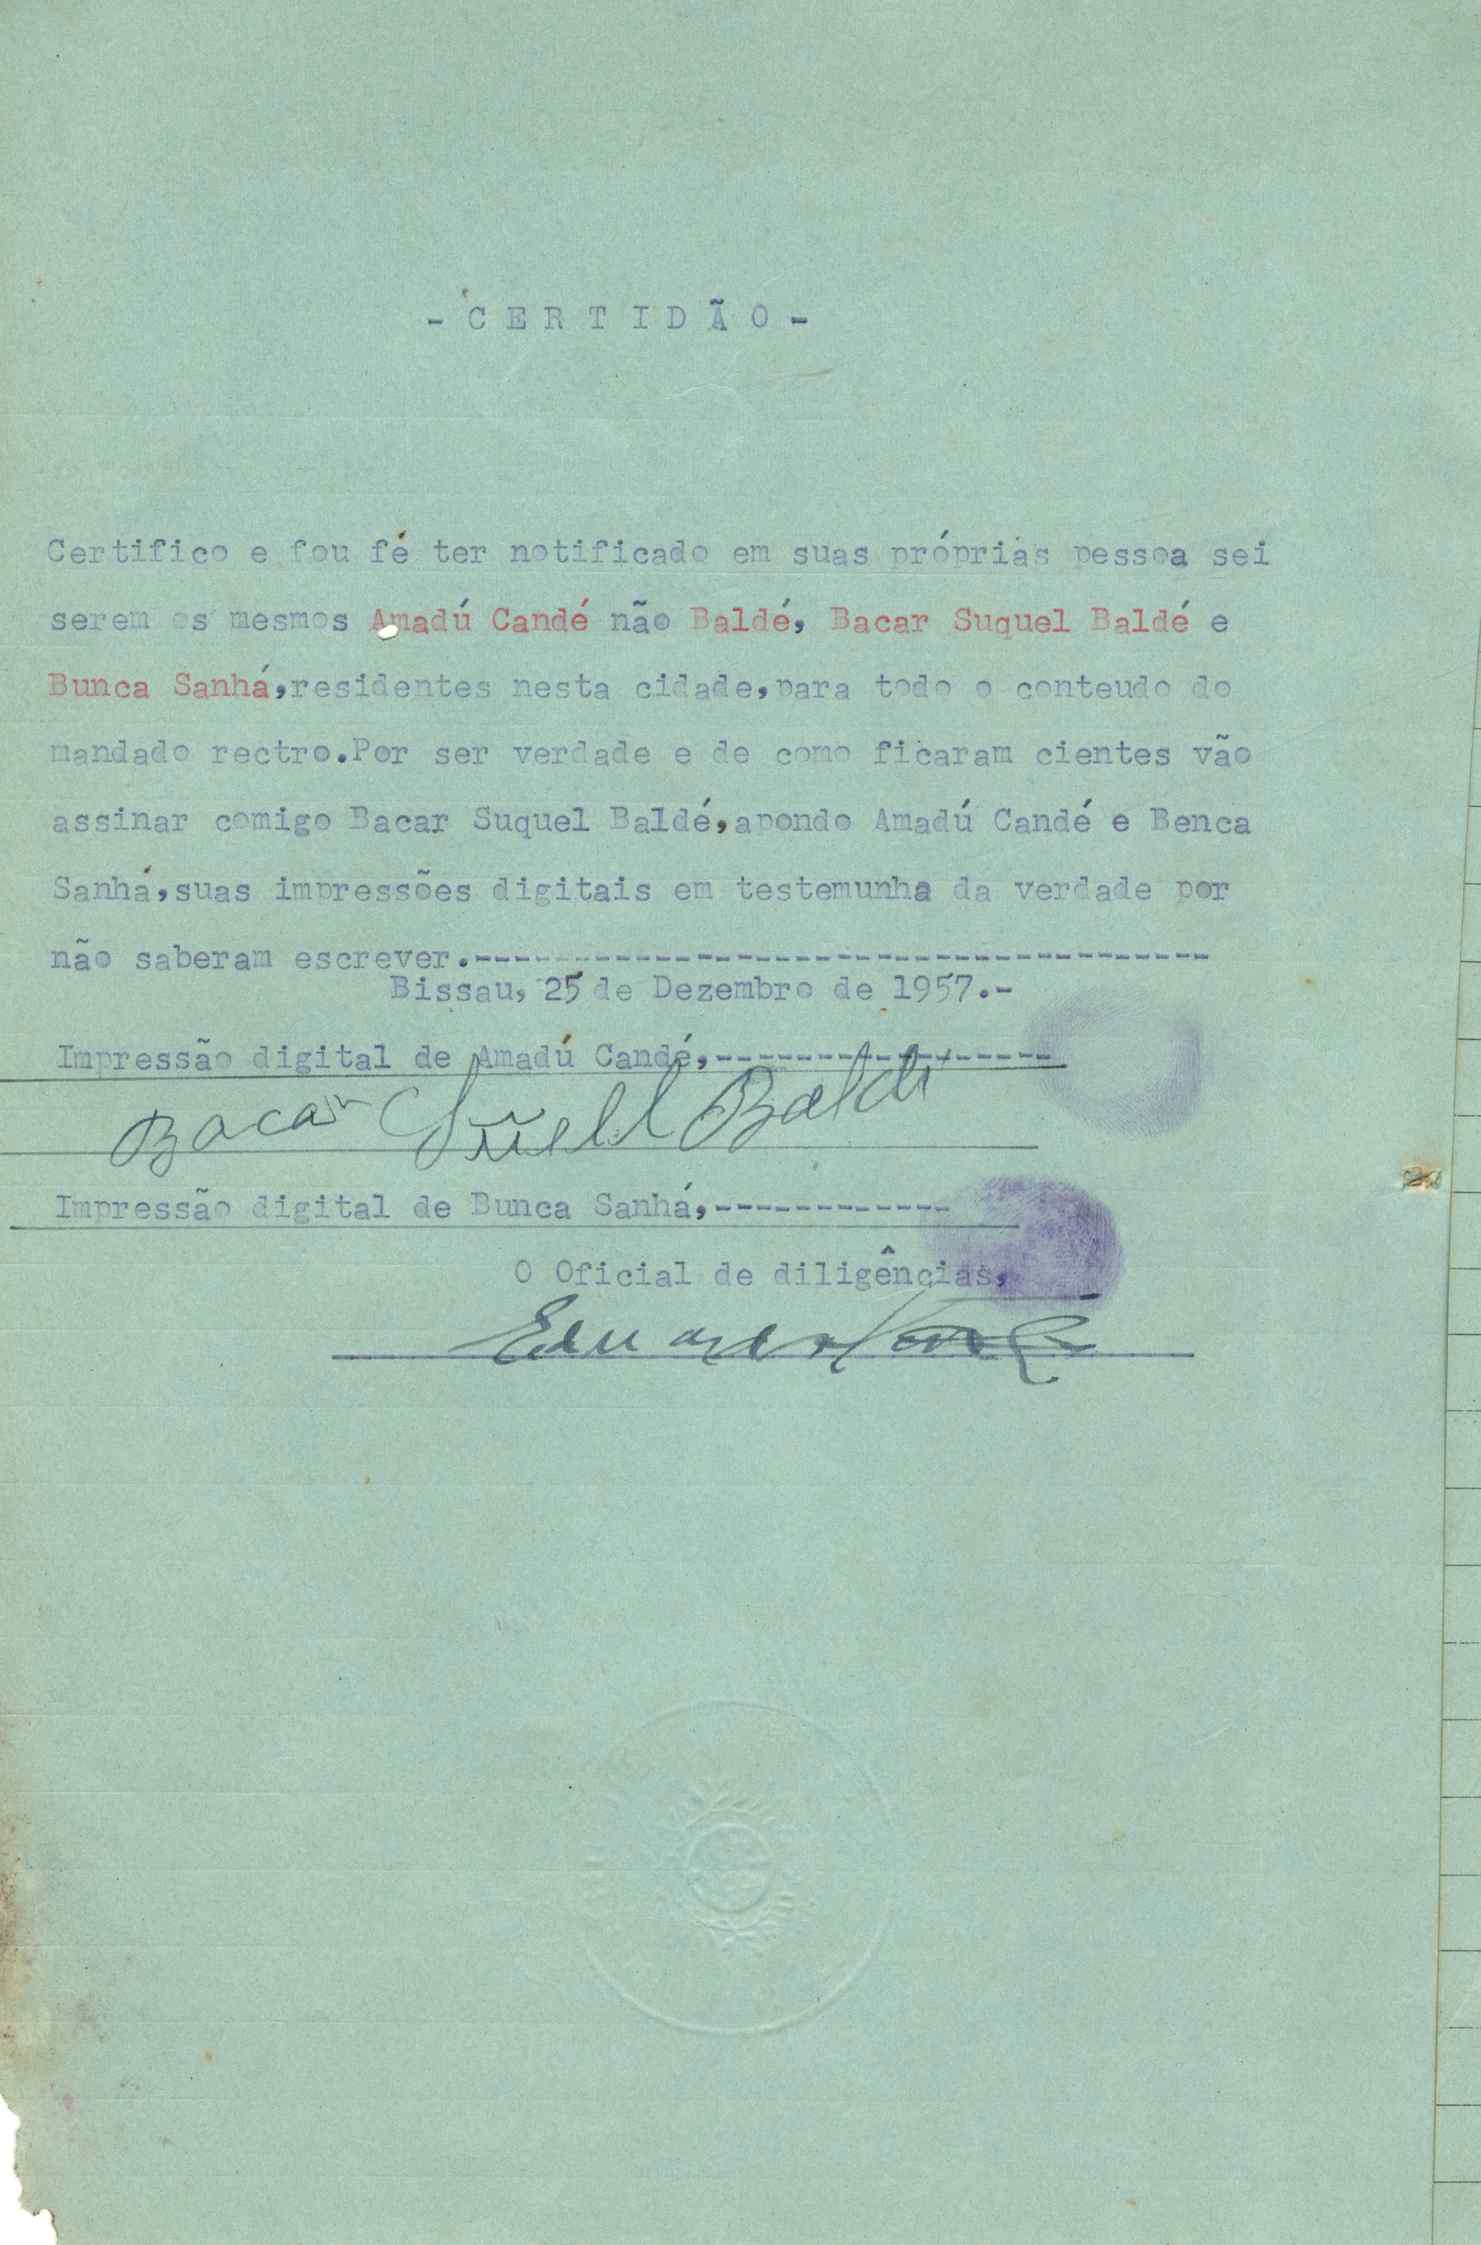 - C E R T I D Ã O -
Certifico e fou fé ter notificado em suas própriàs pessoa sei
serem os mesmos Amadú Candé não Baldé, Bacar Suquel Baldé e
Bunca Sanhá,residentes nesta cidade,para todo o conteudo do
mandado rectro.Por ser verdade e de como ficaram cientes vão
assinar comigo Bacar Suquel Baldé,apondo Amadú Candé e Benca
Sanhá,suas impressões digitais em testemunha da verdade por
não saberam escrever.-------------------------------------
Bissau, 25 de Dezembro de 1957.-
Impressão digital de Amadú Candé,-----------------
Bacar Baldi
Impressão digital de Bunca Sanhá,------------
O Oficial de diligências,
Eduardo